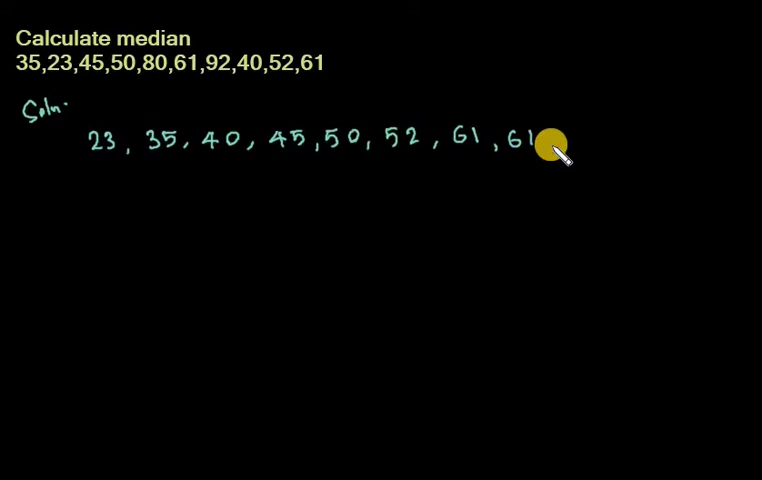 Calculate median
35,23,45,50,80,61,92,40,52,61
Soln.
23, 35, 40, 45, 50, 52, 61, 61